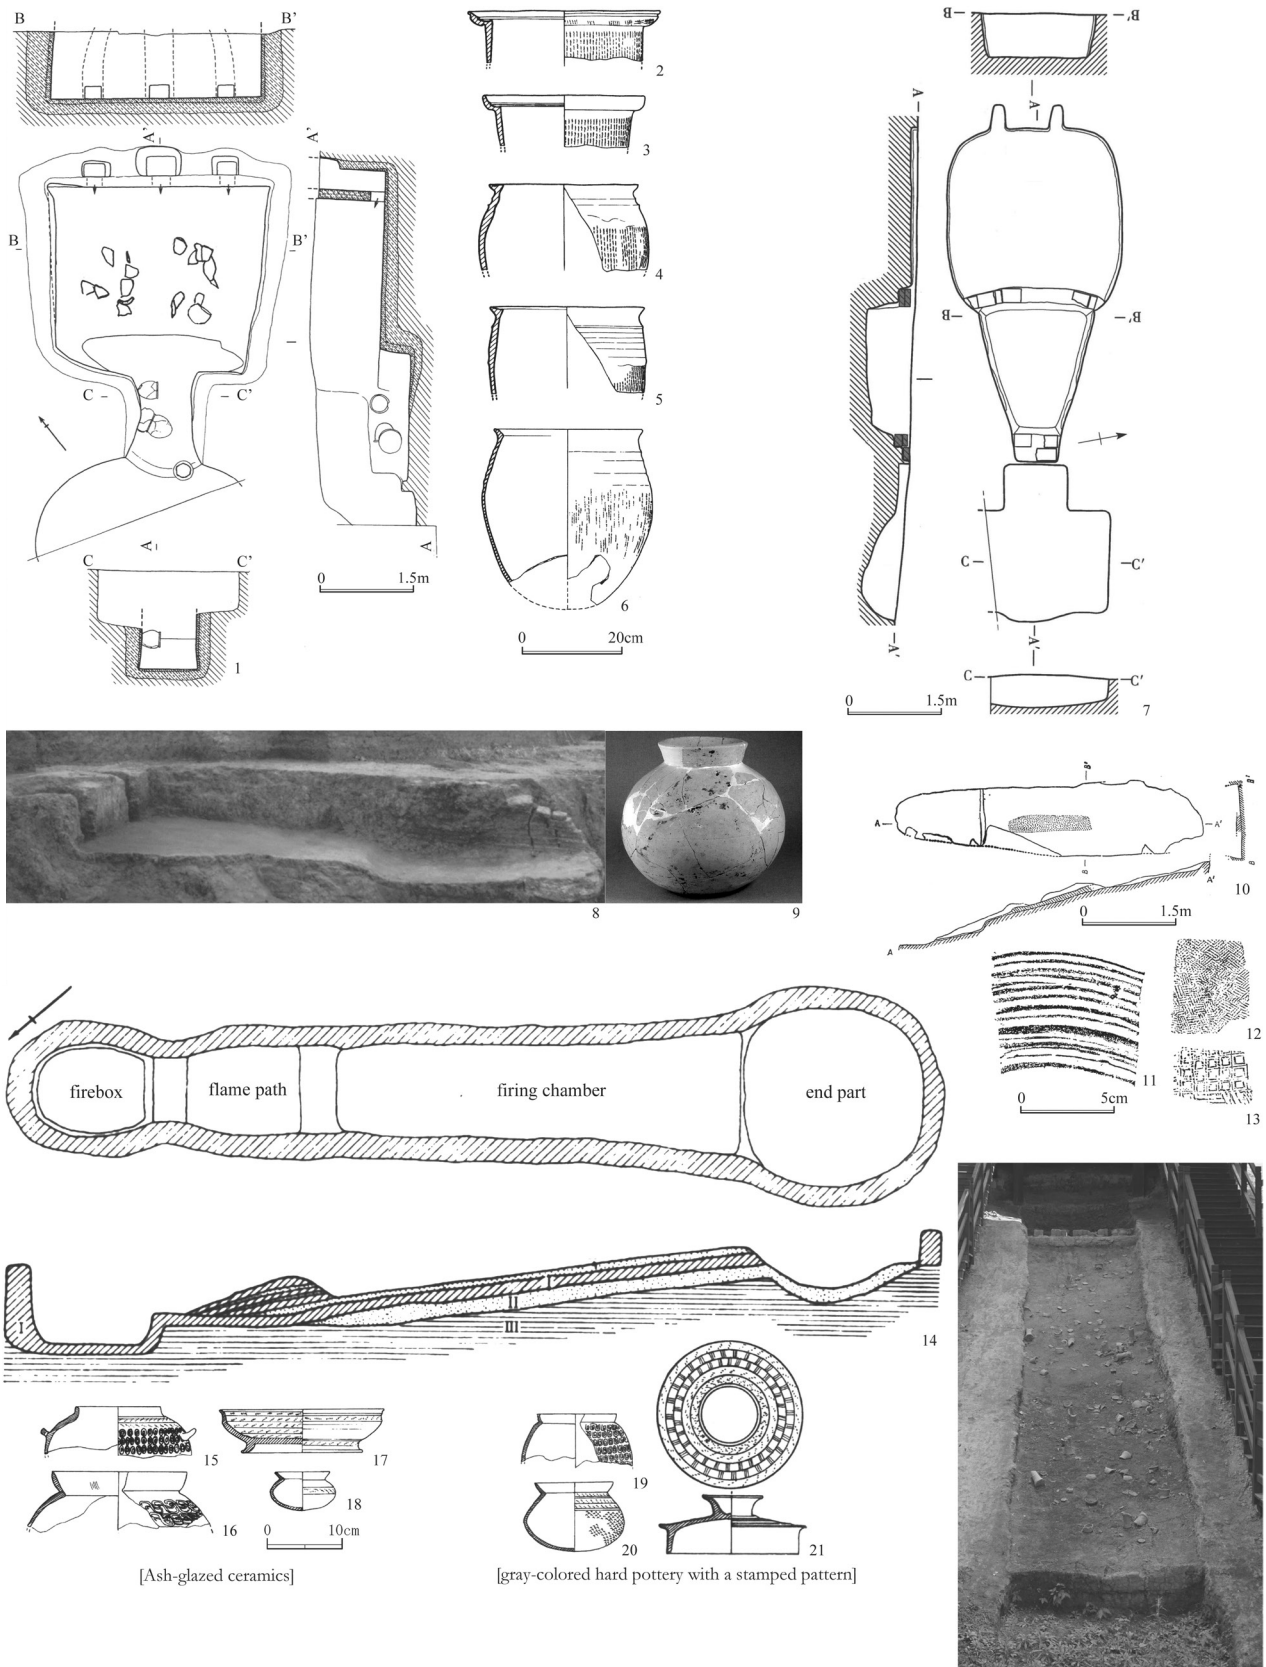 B
B'
A'
A'
B
B'
C
C'
A
A
C
C'
1
0
1.5m
2
3
4
5
6
0
20cm
B
B'
A
A
B
B'
C
C'
A'
A'
C
C'
7
0
1.5m
8
9
B'
B'
A
A'
B
B
A'
10
A
0
1.5m
11
12
13
0
5cm
firebox
flame path
firing chamber
end part
I
I
II
III
14
15
16
17
18
0
10cm
[Ash-glazed ceramics]
19
20
21
[gray-colored hard pottery with a stamped pattern]